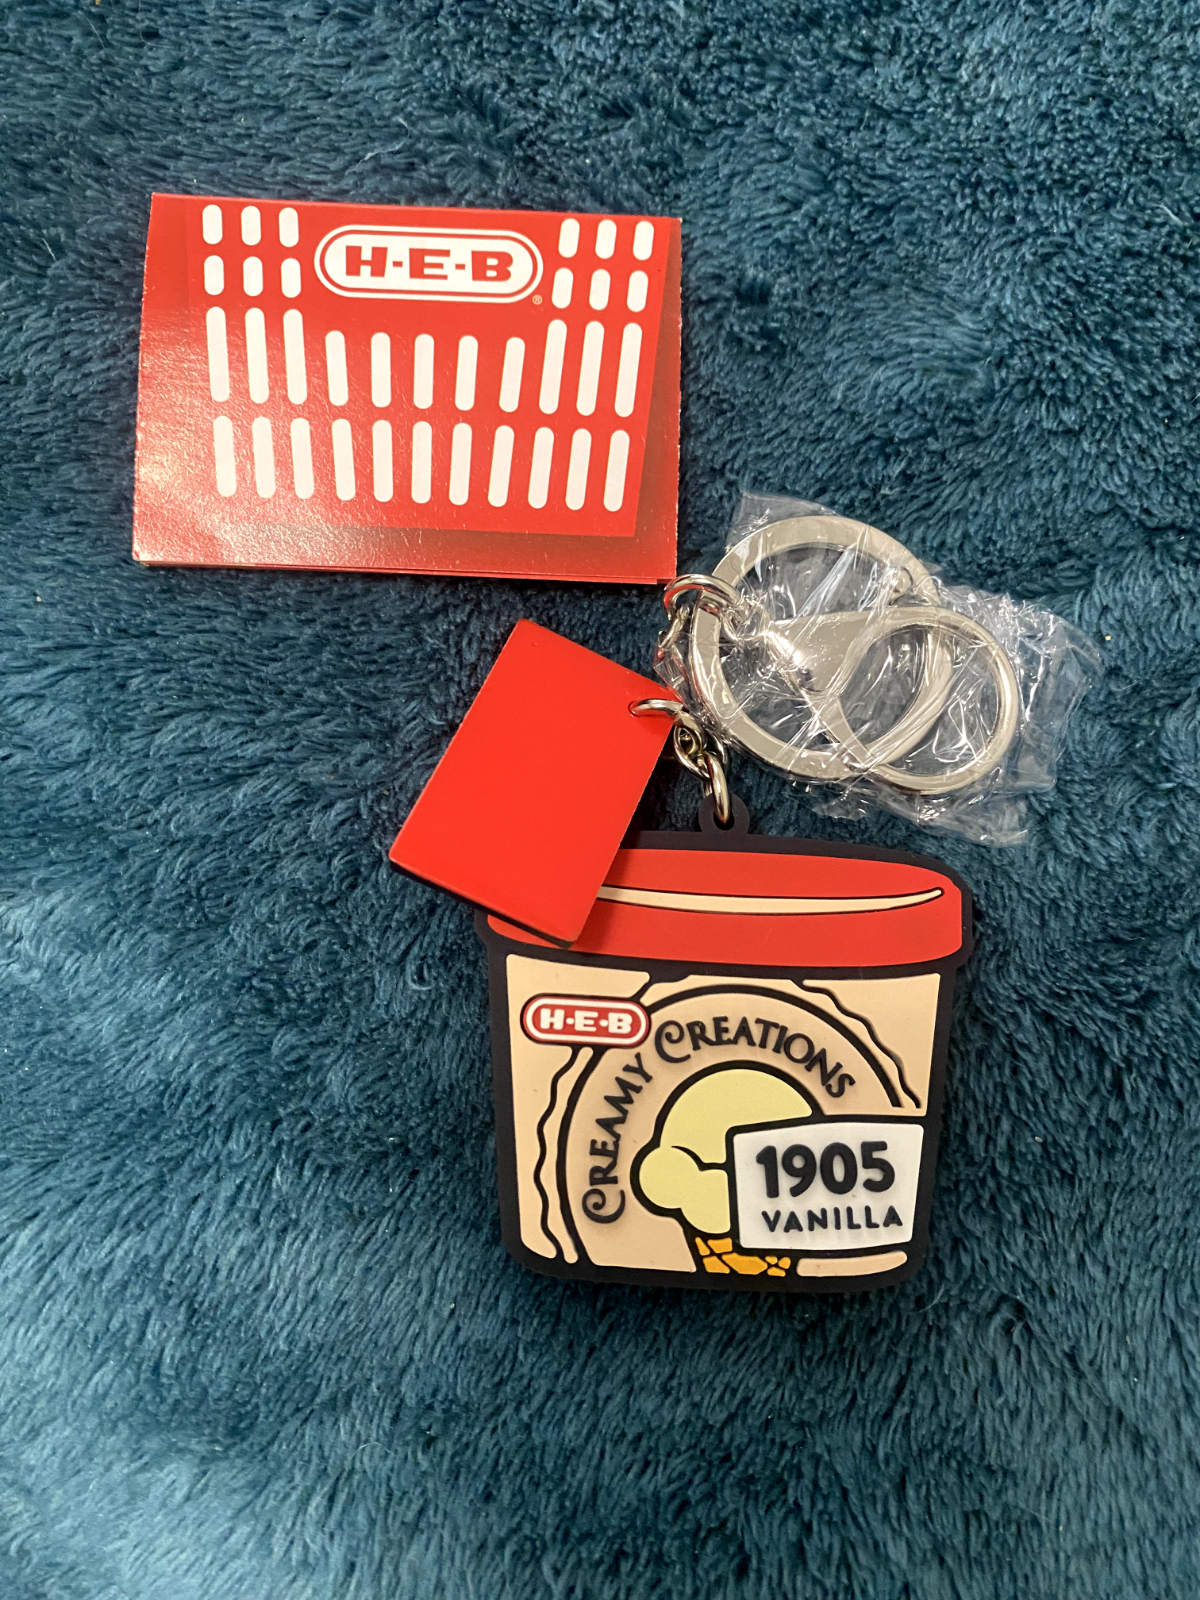 H-E-B®
H-E-B
CREAMY CREATIONS
1905
VANILLA